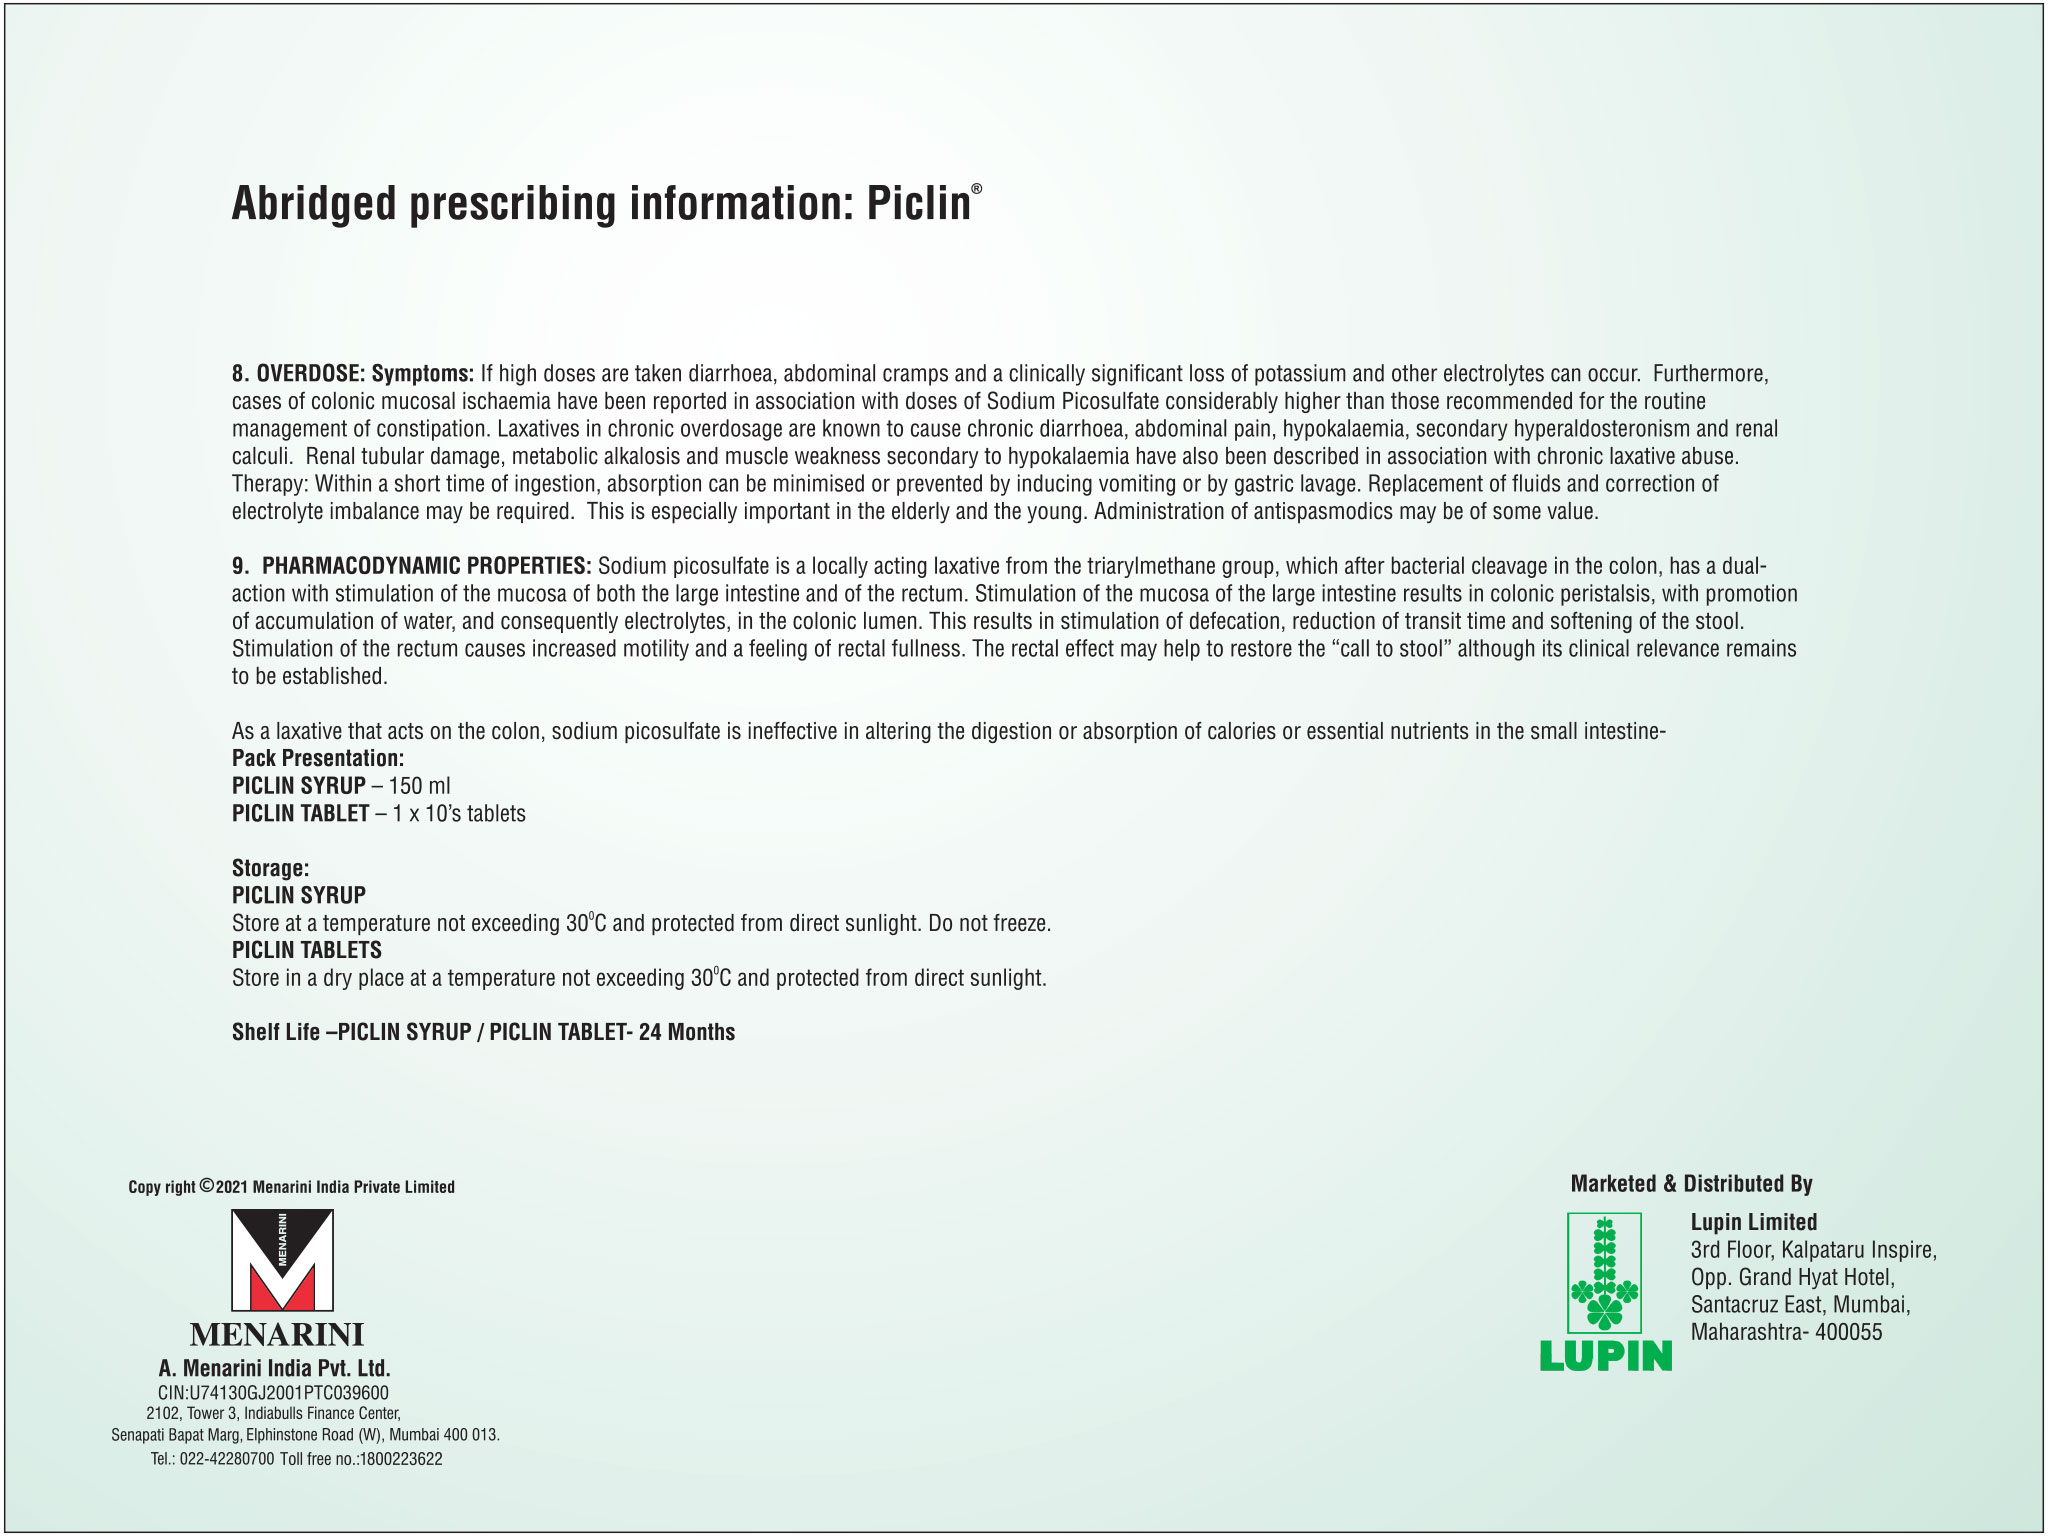 Abridged prescribing information: Piclin®
8. OVERDOSE: Symptoms: If high doses are taken diarrhoea, abdominal cramps and a clinically significant loss of potassium and other electrolytes can occur.  Furthermore,
cases of colonic mucosal ischaemia have been reported in association with doses of Sodium Picosulfate considerably higher than those recommended for the routine
management of constipation. Laxatives in chronic overdosage are known to cause chronic diarrhoea, abdominal pain, hypokalaemia, secondary hyperaldosteronism and renal
calculi.  Renal tubular damage, metabolic alkalosis and muscle weakness secondary to hypokalaemia have also been described in association with chronic laxative abuse.
Therapy: Within a short time of ingestion, absorption can be minimised or prevented by inducing vomiting or by gastric lavage. Replacement of fluids and correction of
electrolyte imbalance may be required.  This is especially important in the elderly and the young. Administration of antispasmodics may be of some value.
9.  PHARMACODYNAMIC PROPERTIES: Sodium picosulfate is a locally acting laxative from the triarylmethane group, which after bacterial cleavage in the colon, has a dual-
action with stimulation of the mucosa of both the large intestine and of the rectum. Stimulation of the mucosa of the large intestine results in colonic peristalsis, with promotion
of accumulation of water, and consequently electrolytes, in the colonic lumen. This results in stimulation of defecation, reduction of transit time and softening of the stool.
Stimulation of the rectum causes increased motility and a feeling of rectal fullness. The rectal effect may help to restore the “call to stool” although its clinical relevance remains
to be established.
As a laxative that acts on the colon, sodium picosulfate is ineffective in altering the digestion or absorption of calories or essential nutrients in the small intestine-
Pack Presentation:
PICLIN SYRUP – 150 ml
PICLIN TABLET – 1 x 10’s tablets
Storage:
PICLIN SYRUP
Store at a temperature not exceeding 30⁰C and protected from direct sunlight. Do not freeze.
PICLIN TABLETS
Store in a dry place at a temperature not exceeding 30⁰C and protected from direct sunlight.
Shelf Life –PICLIN SYRUP / PICLIN TABLET- 24 Months
Copy right ©2021 Menarini India Private Limited
MENARINI
MENARINI
A. Menarini India Pvt. Ltd.
CIN:U74130GJ2001PTC039600
2102, Tower 3, Indiabulls Finance Center,
Senapati Bapat Marg, Elphinstone Road (W), Mumbai 400 013.
Tel.: 022-42280700 Toll free no.:1800223622
Marketed & Distributed By
Lupin Limited
3rd Floor, Kalpataru Inspire,
Opp. Grand Hyat Hotel,
Santacruz East, Mumbai,
Maharashtra- 400055
LUPIN